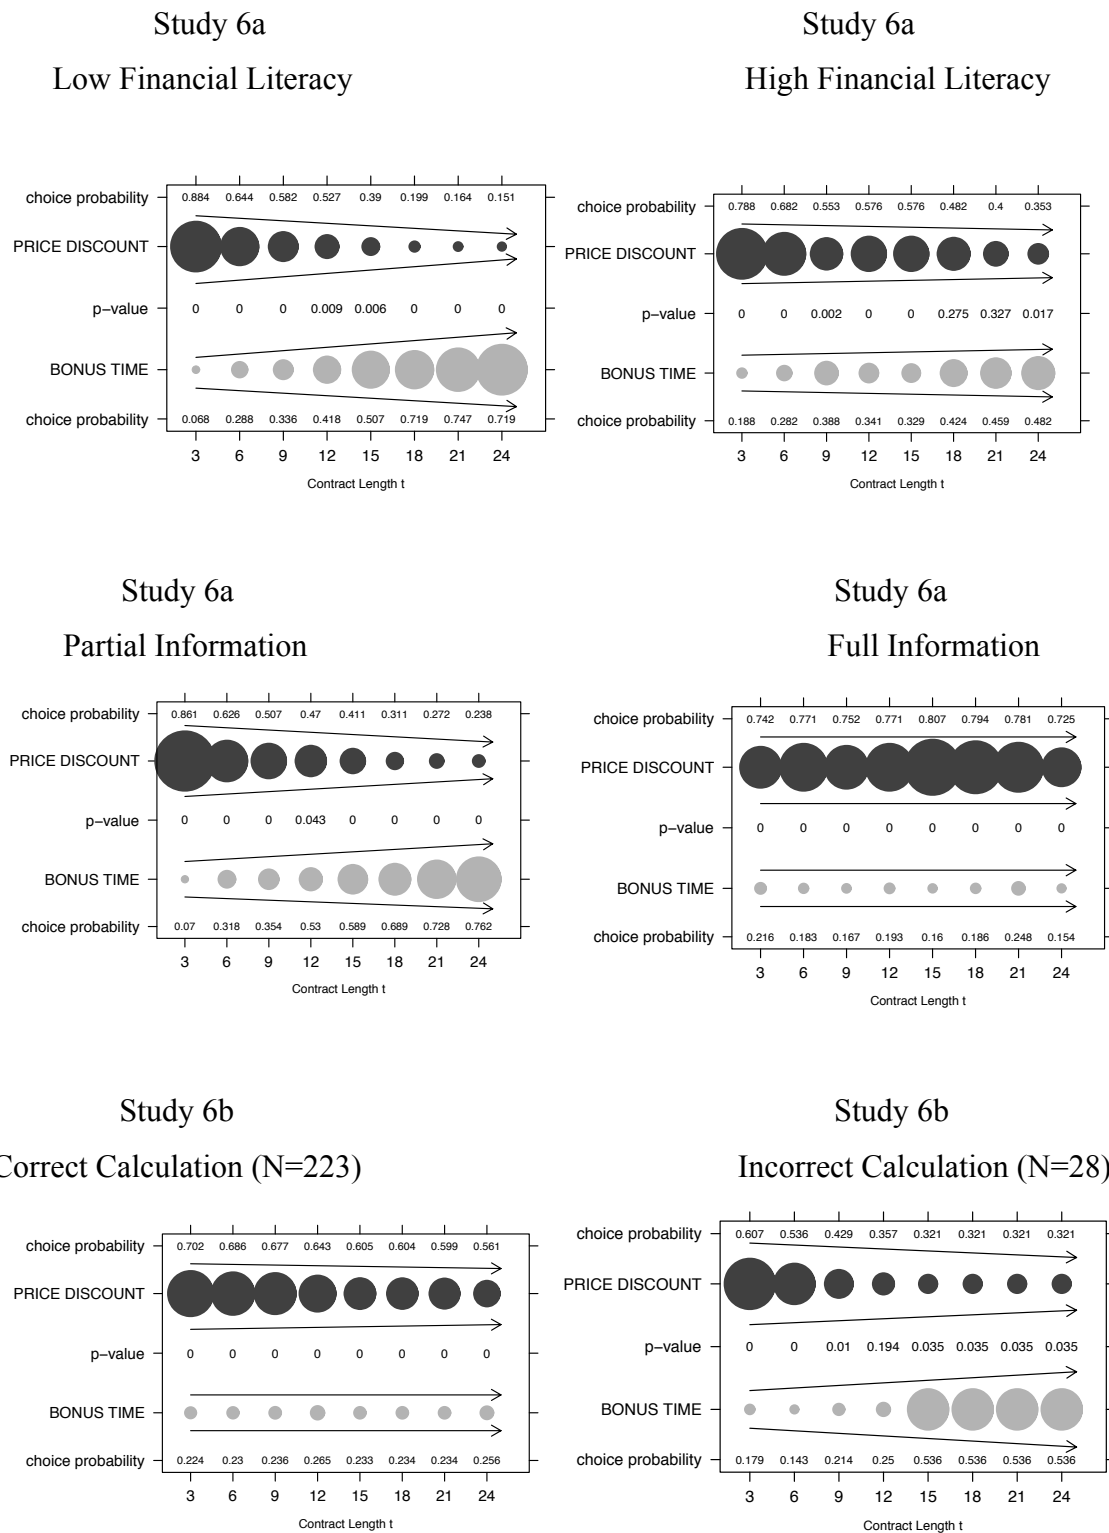 Study 6a
Low Financial Literacy
choice probability 0.884 0.644 0.582 0.527 0.39 0.199 0.164 0.151
PRICE DISCOUNT
p-value 0 0 0 0.009 0.006 0 0 0
BONUS TIME
choice probability 0.068 0.288 0.336 0.418 0.507 0.719 0.747 0.719
3 6 9 12 15 18 21 24
Contract Length t
Study 6a
High Financial Literacy
choice probability 0.788 0.682 0.553 0.576 0.576 0.482 0.4 0.353
PRICE DISCOUNT
p-value 0 0 0.002 0 0 0.275 0.327 0.017
BONUS TIME
choice probability 0.188 0.282 0.388 0.341 0.329 0.424 0.459 0.482
3 6 9 12 15 18 21 24
Contract Length t
Study 6a
Partial Information
choice probability 0.861 0.626 0.507 0.47 0.411 0.311 0.272 0.238
PRICE DISCOUNT
p-value 0 0 0 0.043 0 0 0 0
BONUS TIME
choice probability 0.07 0.318 0.354 0.53 0.589 0.689 0.728 0.762
3 6 9 12 15 18 21 24
Contract Length t
Study 6a
Full Information
choice probability 0.742 0.771 0.752 0.771 0.807 0.794 0.781 0.725
PRICE DISCOUNT
p-value 0 0 0 0 0 0 0 0
BONUS TIME
choice probability 0.216 0.183 0.167 0.193 0.16 0.186 0.248 0.154
3 6 9 12 15 18 21 24
Contract Length t
Study 6b
Correct Calculation (N=223)
choice probability 0.702 0.686 0.677 0.643 0.605 0.604 0.599 0.561
PRICE DISCOUNT
p-value 0 0 0 0 0 0 0 0
BONUS TIME
choice probability 0.224 0.23 0.236 0.265 0.233 0.234 0.234 0.256
3 6 9 12 15 18 21 24
Contract Length t
Study 6b
Incorrect Calculation (N=28)
choice probability 0.607 0.536 0.429 0.357 0.321 0.321 0.321 0.321
PRICE DISCOUNT
p-value 0 0 0.01 0.194 0.035 0.035 0.035 0.035
BONUS TIME
choice probability 0.179 0.143 0.214 0.25 0.536 0.536 0.536 0.536
3 6 9 12 15 18 21 24
Contract Length t